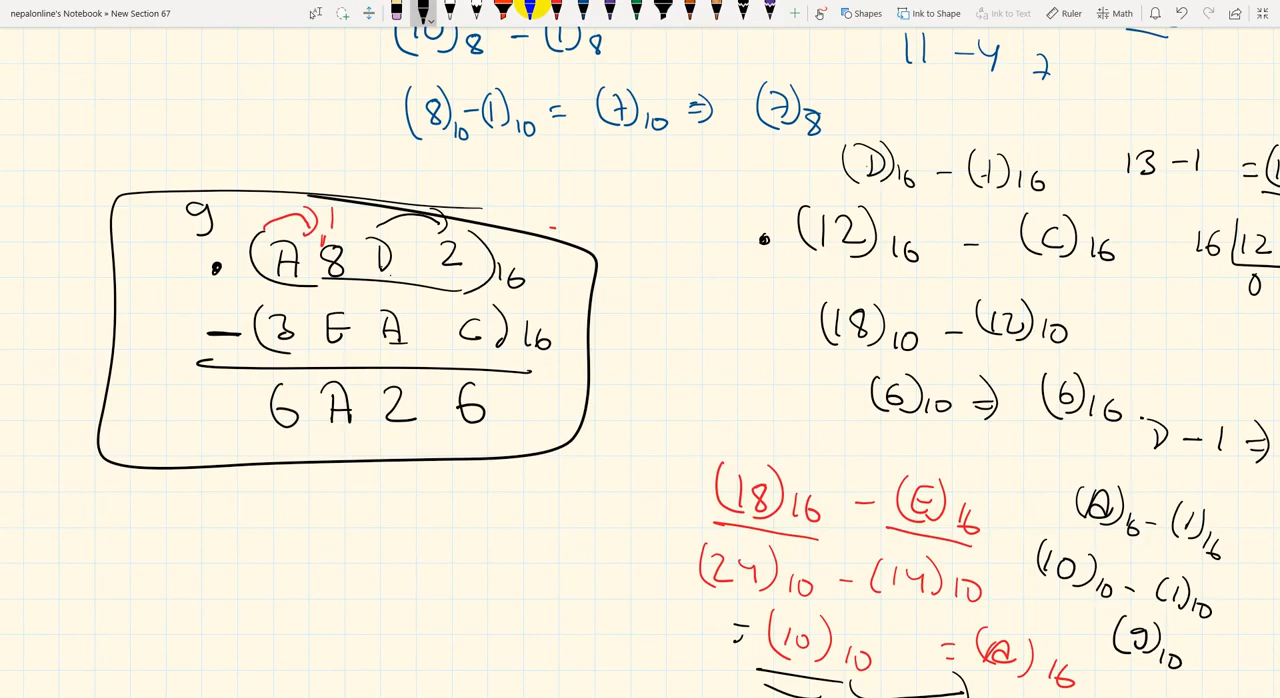 nepalonline's Notebook » New Section 67
Shapes Ink to Shape Ink to Text Ruler Math
(10)8 - (1)8
11 - 4 7
(8)10 - (1)10 = (7)10 => (7)8
(D)16 - (1)16 13 - 1 = (
9 1
(A 8 D 2)16
- (3 E A C)16
6 A 2 6
(12)16 - (C)16 16 12
0
(18)10 - (12)10
(6)10 => (6)16
D - 1 =>
(18)16 - (E)16
(24)10 - (14)10
= (10)10 = (A)16
(A)16 - (1)16
(10)10 - (1)10
(9)10